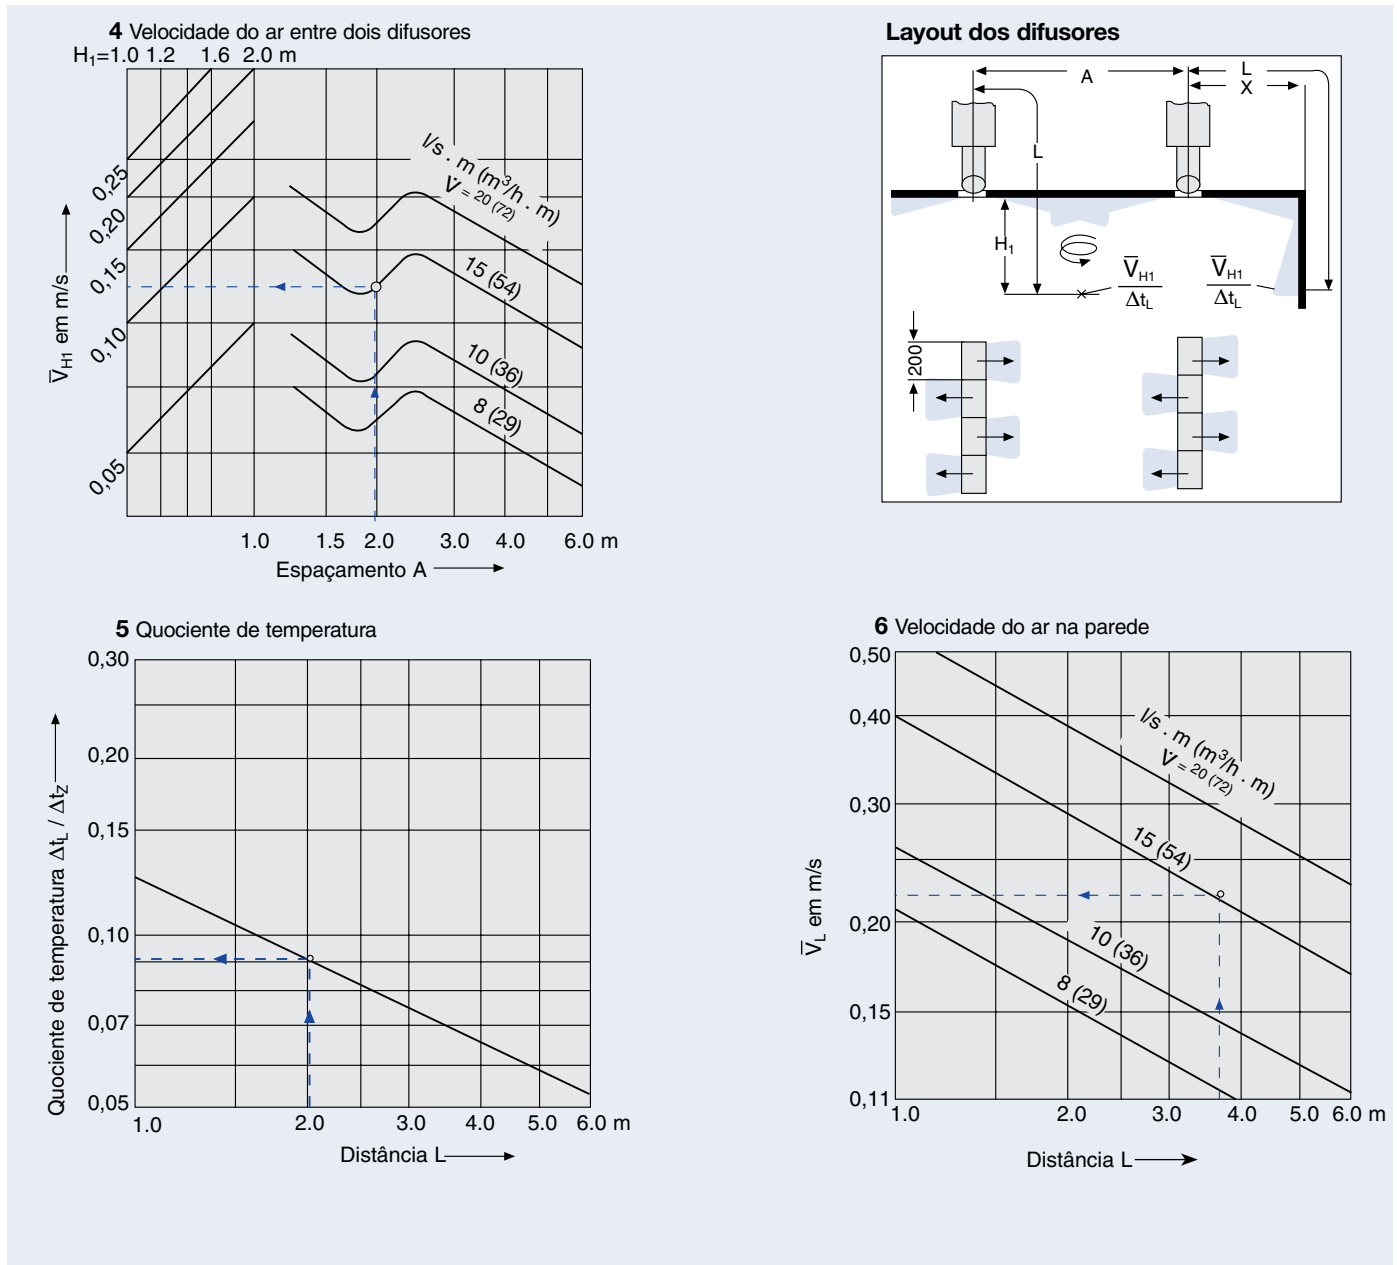 4 Velocidade do ar entre dois difusores
H1=1.0 1.2 1.6 2.0 m
0,25
0,20
0,15
0,10
0,05
V̅H1 em m/s
l/s . m (m³/h . m)
V̇ = 20 (72)
15 (54)
10 (36)
8 (29)
1.0 1.5 2.0 3.0 4.0 6.0 m
Espaçamento A
Layout dos difusores
A
L
X
L
H1
V̅H1
ΔtL
V̅H1
ΔtL
200
5 Quociente de temperatura
0,30
0,20
0,15
0,10
0,07
0,05
Quociente de temperatura ΔtL / ΔtZ
1.0 2.0 3.0 4.0 5.0 6.0 m
Distância L
6 Velocidade do ar na parede
0,50
0,40
0,30
0,20
0,15
0,11
V̅L em m/s
l/s . m (m³/h . m)
V̇ = 20 (72)
15 (54)
10 (36)
8 (29)
1.0 2.0 3.0 4.0 5.0 6.0 m
Distância L